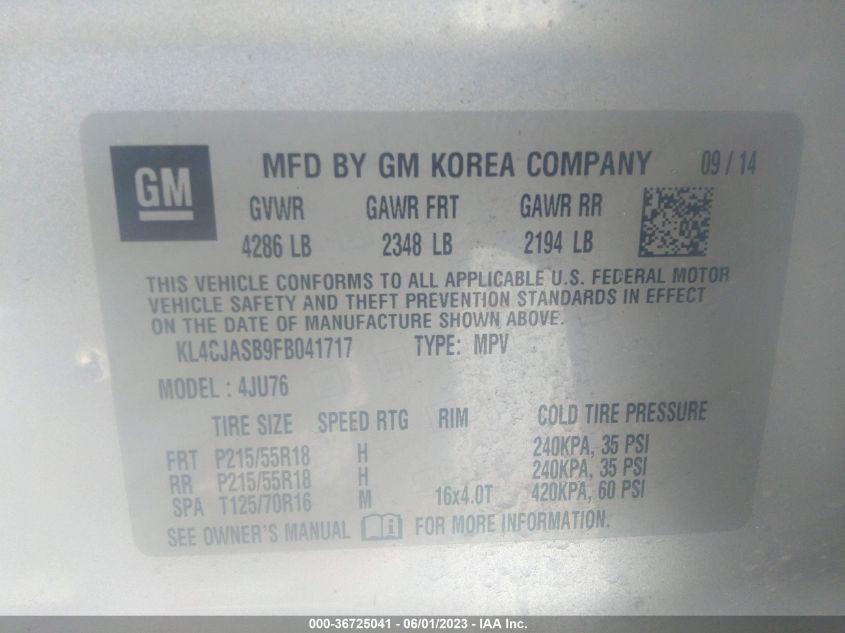 GM
MFD BY GM KOREA COMPANY 09 / 14
GVWR GAWR FRT GAWR RR
4286 LB 2348 LB 2194 LB
THIS VEHICLE CONFORMS TO ALL APPLICABLE U.S. FEDERAL MOTOR
VEHICLE SAFETY AND THEFT PREVENTION STANDARDS IN EFFECT
ON THE DATE OF MANUFACTURE SHOWN ABOVE.
KL4CJASB9FB041717 TYPE: MPV
MODEL : 4JU76
TIRE SIZE SPEED RTG RIM COLD TIRE PRESSURE
FRT P215/55R18 H 240KPA, 35 PSI
RR P215/55R18 H 240KPA, 35 PSI
SPA T125/70R16 M 16x4.0T 420KPA, 60 PSI
SEE OWNER'S MANUAL FOR MORE INFORMATION.
000-36725041 - 06/01/2023 - IAA Inc.